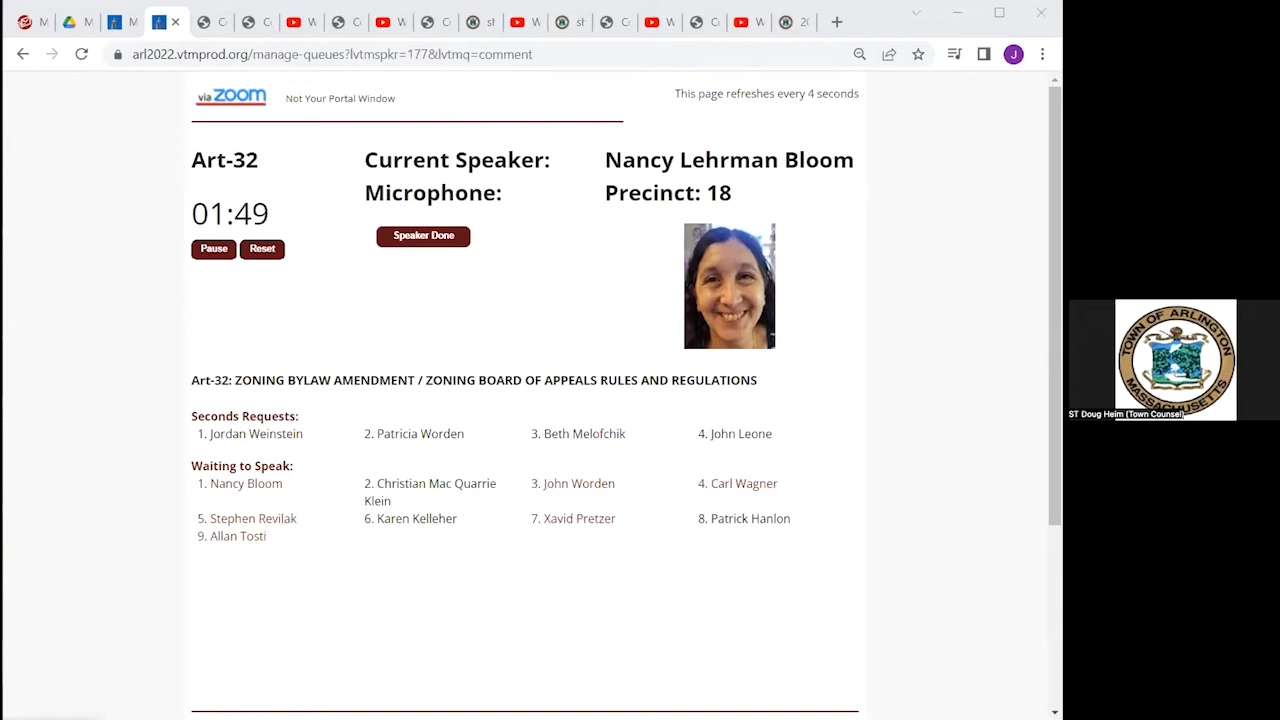 M
M
M
C
C
W
C
W
C
sl
W
sl
C
W
C
W
20
arl2022.vtmprod.org/manage-queues?lvtmspkr=177&lvtmq=comment
J
via zoom
Not Your Portal Window
This page refreshes every 4 seconds
Art-32
Current Speaker:
Nancy Lehrman Bloom
Microphone:
Precinct: 18
01:49
Pause
Reset
Speaker Done
Art-32: ZONING BYLAW AMENDMENT / ZONING BOARD OF APPEALS RULES AND REGULATIONS
Seconds Requests:
1. Jordan Weinstein
2. Patricia Worden
3. Beth Melofchik
4. John Leone
Waiting to Speak:
1. Nancy Bloom
2. Christian Mac Quarrie
Klein
3. John Worden
4. Carl Wagner
5. Stephen Revilak
6. Karen Kelleher
7. Xavid Pretzer
8. Patrick Hanlon
9. Allan Tosti
TOWN OF ARLINGTON
MASSACHUSETTS
ST Doug Heim (Town Counsel)